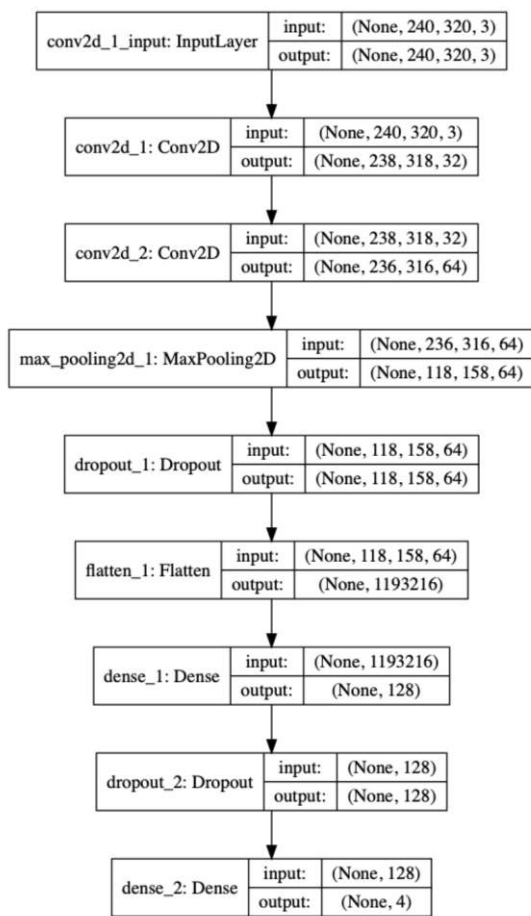 conv2d_1_input: InputLayer
input: (None, 240, 320, 3)
output: (None, 240, 320, 3)
conv2d_1: Conv2D
input: (None, 240, 320, 3)
output: (None, 238, 318, 32)
conv2d_2: Conv2D
input: (None, 238, 318, 32)
output: (None, 236, 316, 64)
max_pooling2d_1: MaxPooling2D
input: (None, 236, 316, 64)
output: (None, 118, 158, 64)
dropout_1: Dropout
input: (None, 118, 158, 64)
output: (None, 118, 158, 64)
flatten_1: Flatten
input: (None, 118, 158, 64)
output: (None, 1193216)
dense_1: Dense
input: (None, 1193216)
output: (None, 128)
dropout_2: Dropout
input: (None, 128)
output: (None, 128)
dense_2: Dense
input: (None, 128)
output: (None, 4)